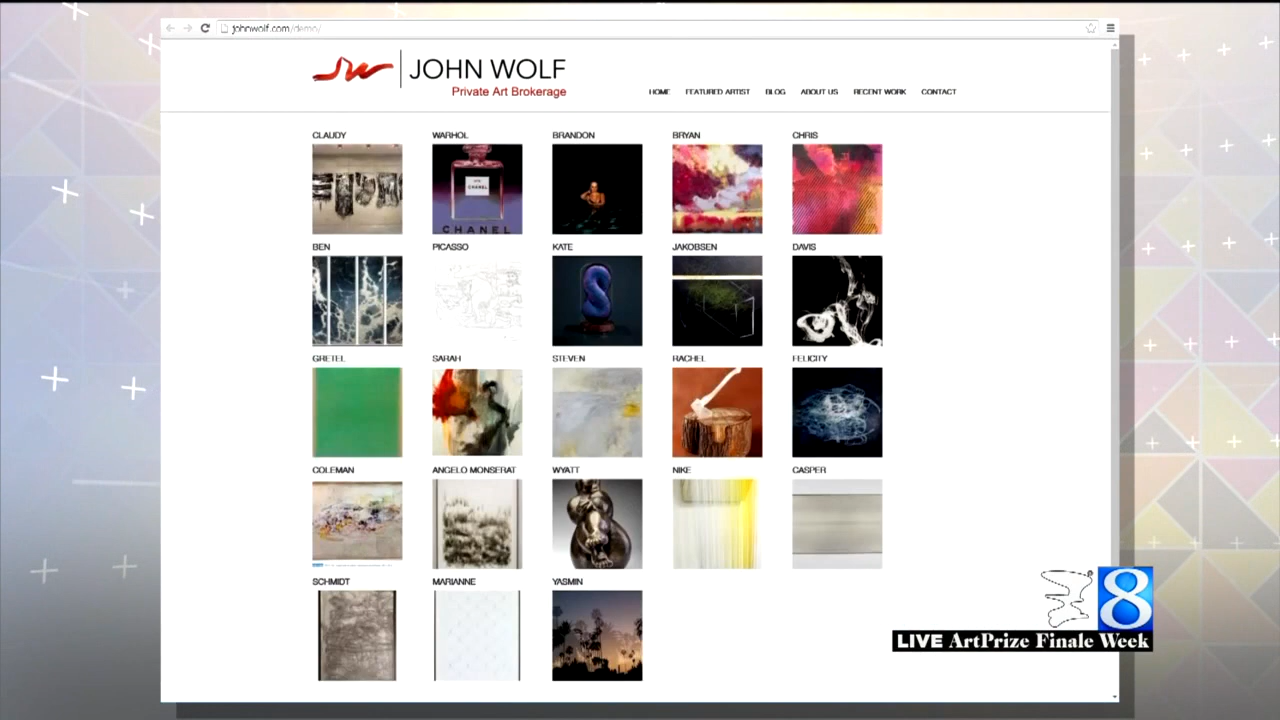 johnwolf.com/demo/
JOHN WOLF
Private Art Brokerage
HOME FEATURED ARTIST BLOG ABOUT US RECENT WORK CONTACT
CLAUDY WARHOL BRANDON BRYAN CHRIS
CHANEL
CHANEL
BEN PICASSO KATE JAKOBSEN DAVIS
GRETEL SARAH STEVEN RACHEL FELICITY
COLEMAN ANGELO MONSERAT WYATT NIKE CASPER
SCHMIDT MARIANNE YASMIN
8
LIVE ArtPrize Finale Week